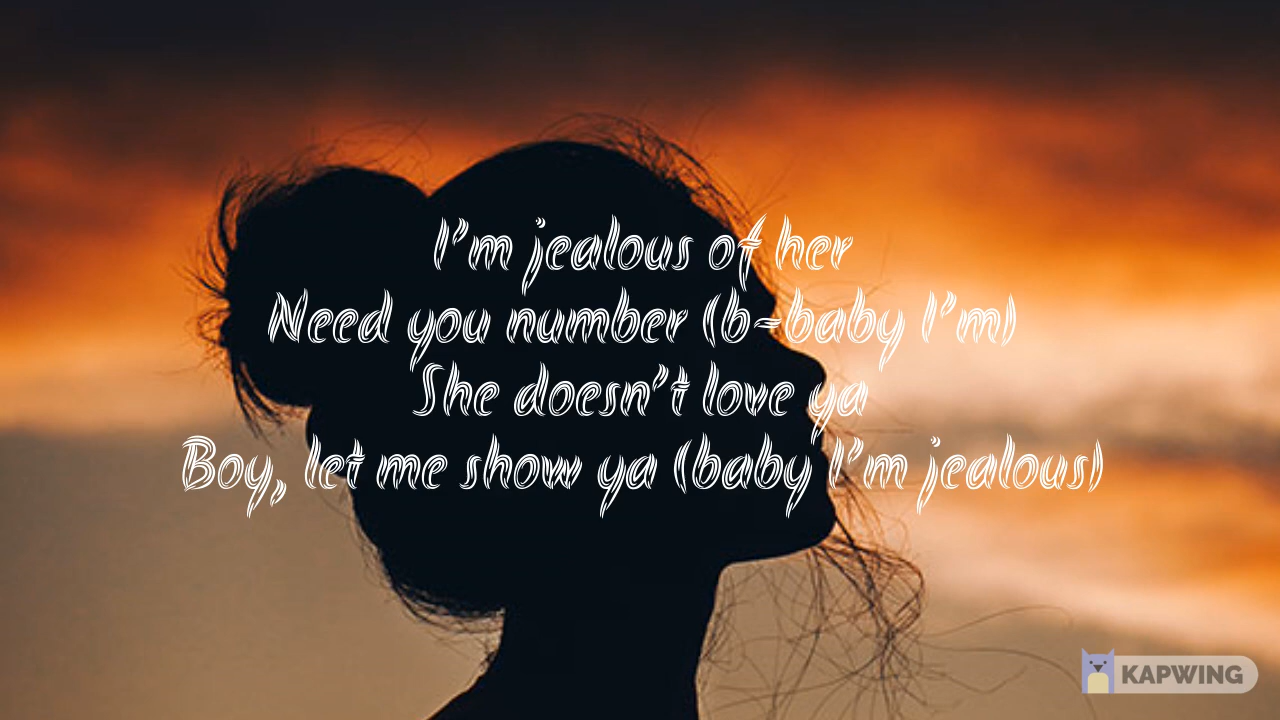 I'm jealous of her
Need you number (b-baby I'm)
She doesn't love ya
Boy, let me show ya (baby I'm jealous)
KAPWING